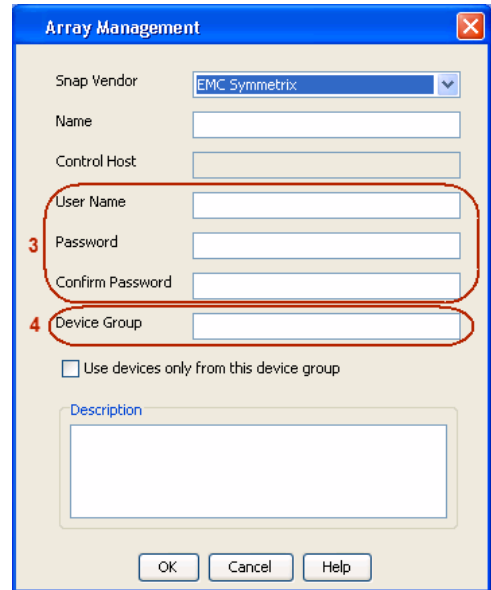 Array Management
Snap Vendor EMC Symmetrix
Name
Control Host
User Name
3 Password
Confirm Password
4 Device Group
Use devices only from this device group
Description
OK Cancel Help